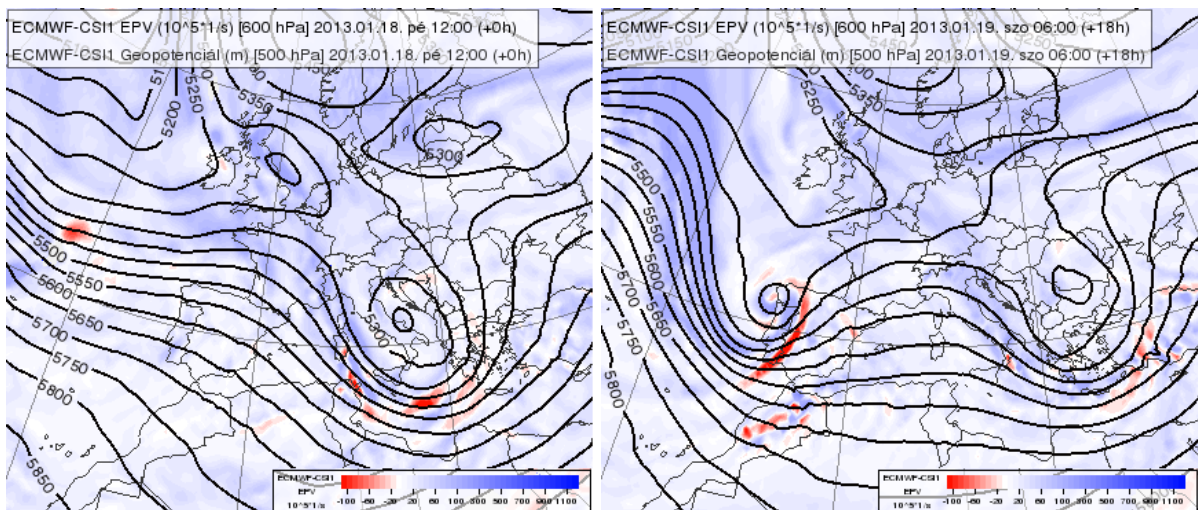 ECMWF-CSI1 EPV (10^5*1/s) [600 hPa] 2013.01.18. pé 12:00 (+0h)
ECMWF-CSI1 Geopotenciál (m) [500 hPa] 2013.01.18. pé 12:00 (+0h)
5200
5250
5350
5300
5500
5550
5600
5650
5700
5750
5800
5850
5300
ECMWF-CSI1
EPV
10^5*1/s
-100 -60 -20 20 60 100 300 500 700 900 1100
ECMWF-CSI1 EPV (10^5*1/s) [600 hPa] 2013.01.19. szo 06:00 (+18h)
ECMWF-CSI1 Geopotenciál (m) [500 hPa] 2013.01.19. szo 06:00 (+18h)
5250
5350
5500
5550
5600
5650
5700
5750
5800
ECMWF-CSI1
EPV
10^5*1/s
-100 -60 -20 20 60 100 300 500 700 900 1100